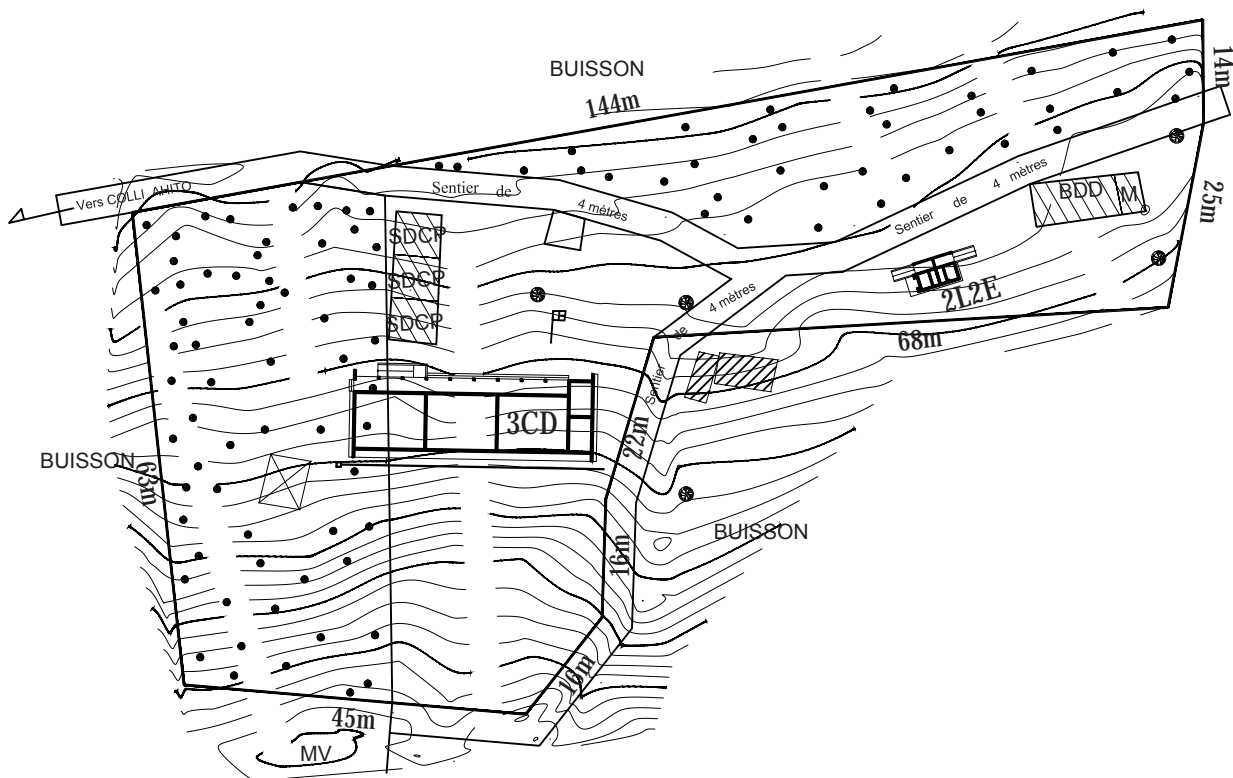 BUISSON
144m
14m
Vers COLLI AHITO
Sentier de
4 mètres
Sentier de
4 mètres
BDD
M
25m
SDCP
SDCP
SDCP
2L2E
68m
Sentier de
4 mètres
3CD
22m
BUISSON
63m
BUISSON
16m
16m
45m
MV